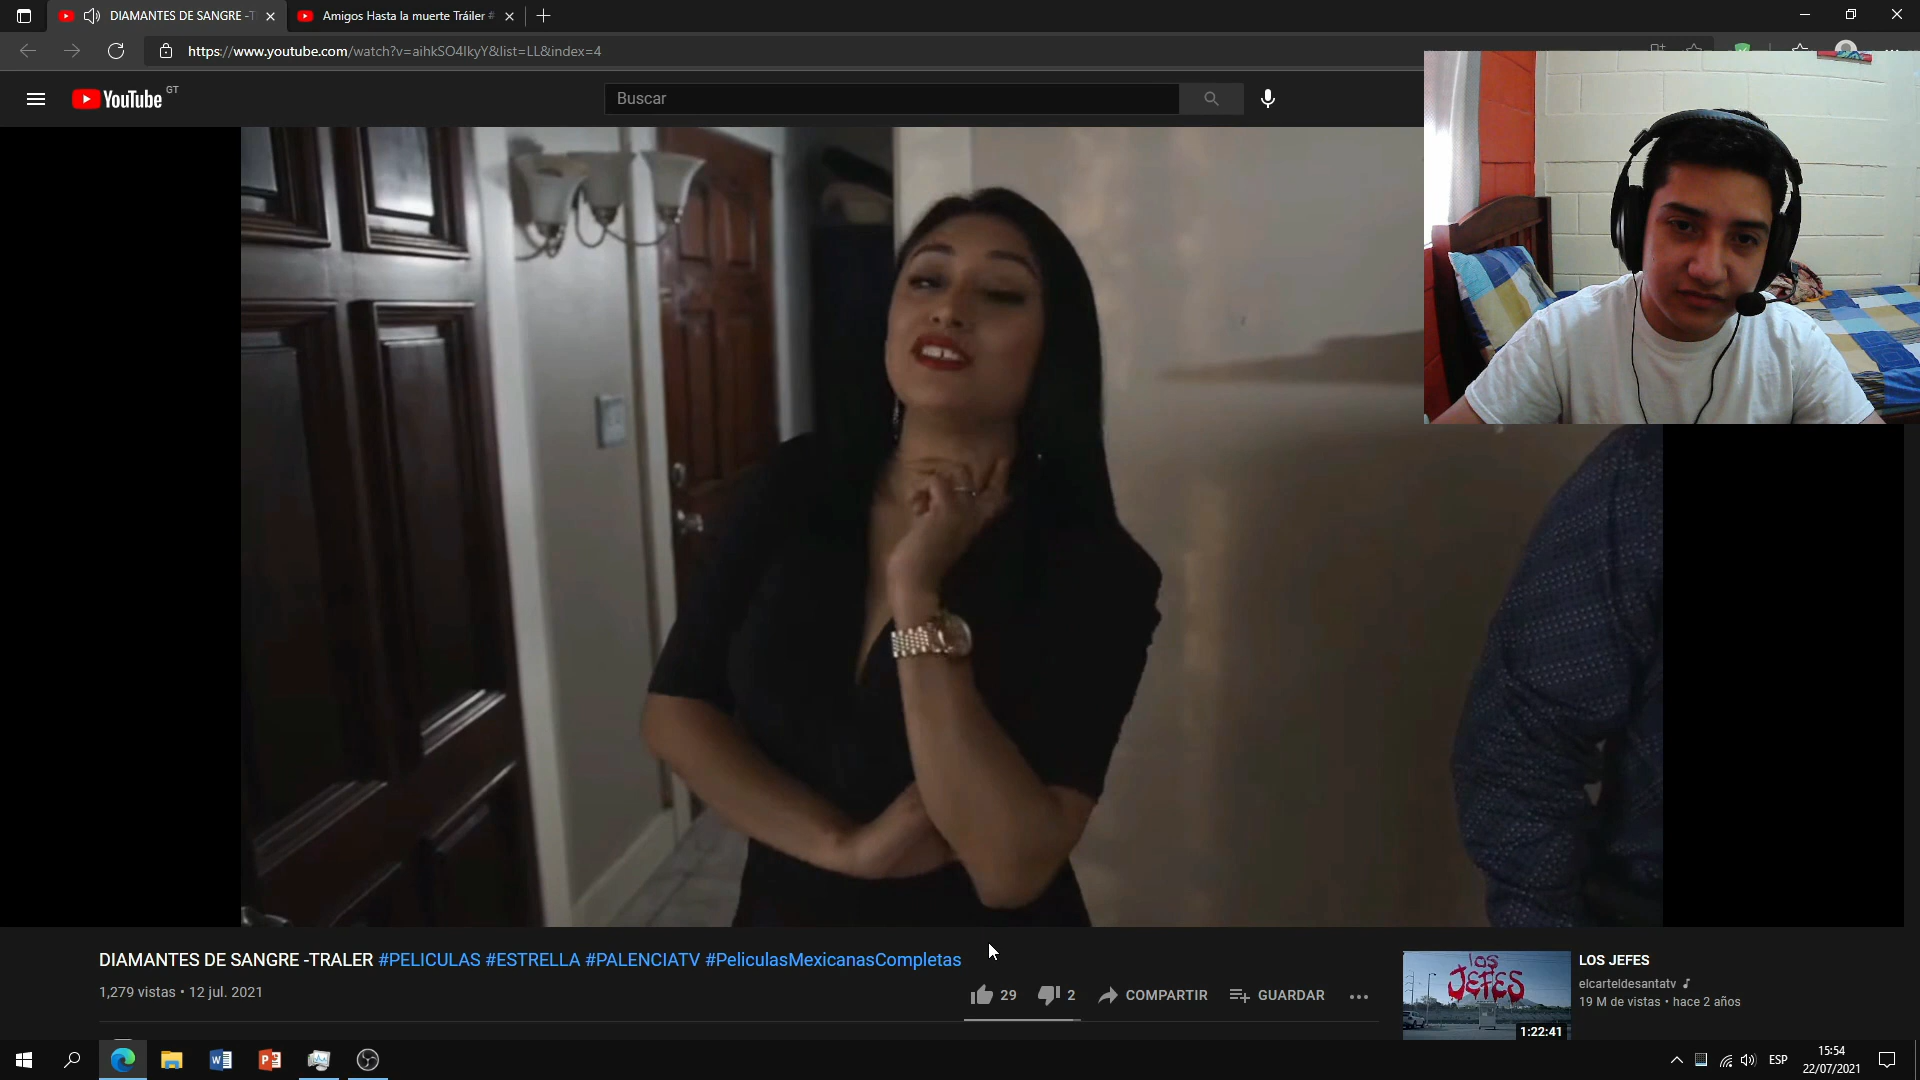 DIAMANTES DE SANGRE -T
Amigos Hasta la muerte Tráiler #
https://www.youtube.com/watch?v=aihkSO4lkyY&list=LL&index=4
YouTube GT
Buscar
DIAMANTES DE SANGRE -TRALER #PELICULAS #ESTRELLA #PALENCIATV #PeliculasMexicanasCompletas
1,279 vistas • 12 jul. 2021
29
2
COMPARTIR
GUARDAR
LOS JEFES
1:22:41
LOS JEFES
elcarteldesantatv
19 M de vistas • hace 2 años
ESP
15:54
22/07/2021